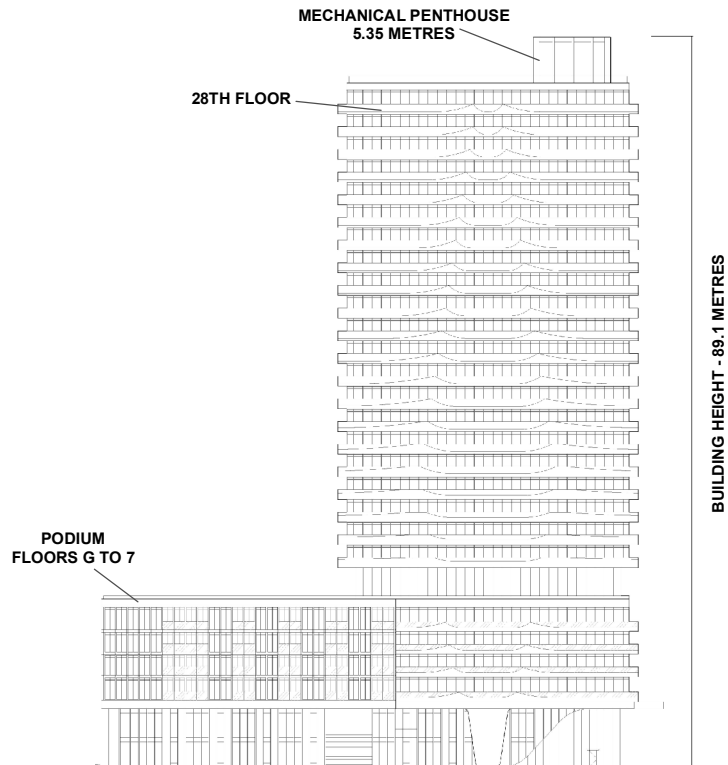 MECHANICAL PENTHOUSE
5.35 METRES
28TH FLOOR
BUILDING HEIGHT - 89.1 METRES
PODIUM
FLOORS G TO 7